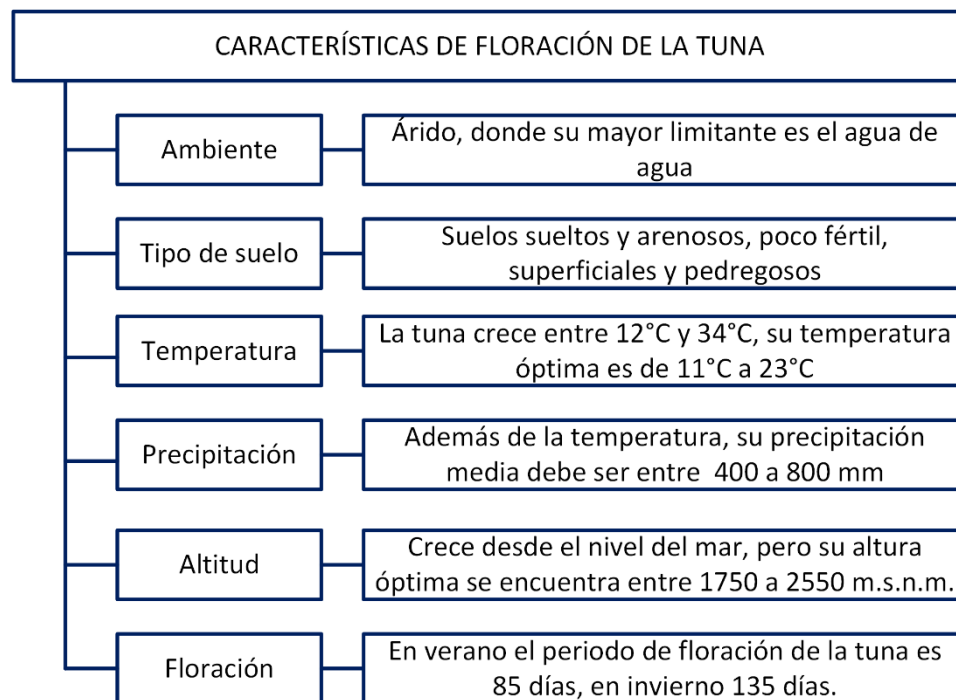 CARACTERÍSTICAS DE FLORACIÓN DE LA TUNA
Ambiente
Árido, donde su mayor limitante es el agua de
agua
Tipo de suelo
Suelos sueltos y arenosos, poco fértil,
superficiales y pedregosos
Temperatura
La tuna crece entre 12°C y 34°C, su temperatura
óptima es de 11°C a 23°C
Precipitación
Además de la temperatura, su precipitación
media debe ser entre  400 a 800 mm
Altitud
Crece desde el nivel del mar, pero su altura
óptima se encuentra entre 1750 a 2550 m.s.n.m.
Floración
En verano el periodo de floración de la tuna es
85 días, en invierno 135 días.